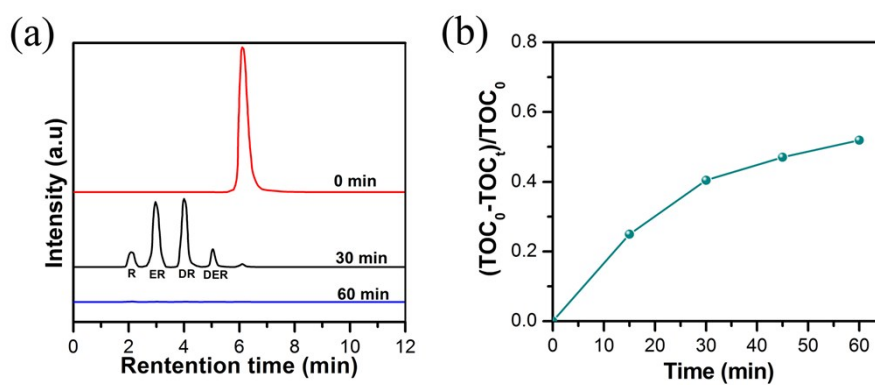 (a)
Intensity (a.u)
0 min
30 min
R ER DR DER
60 min
0 2 4 6 8 10 12
Rentention time (min)
(b)
(TOC₀-TOCₜ)/TOC₀
0.8
0.6
0.4
0.2
0.0
0 10 20 30 40 50 60
Time (min)